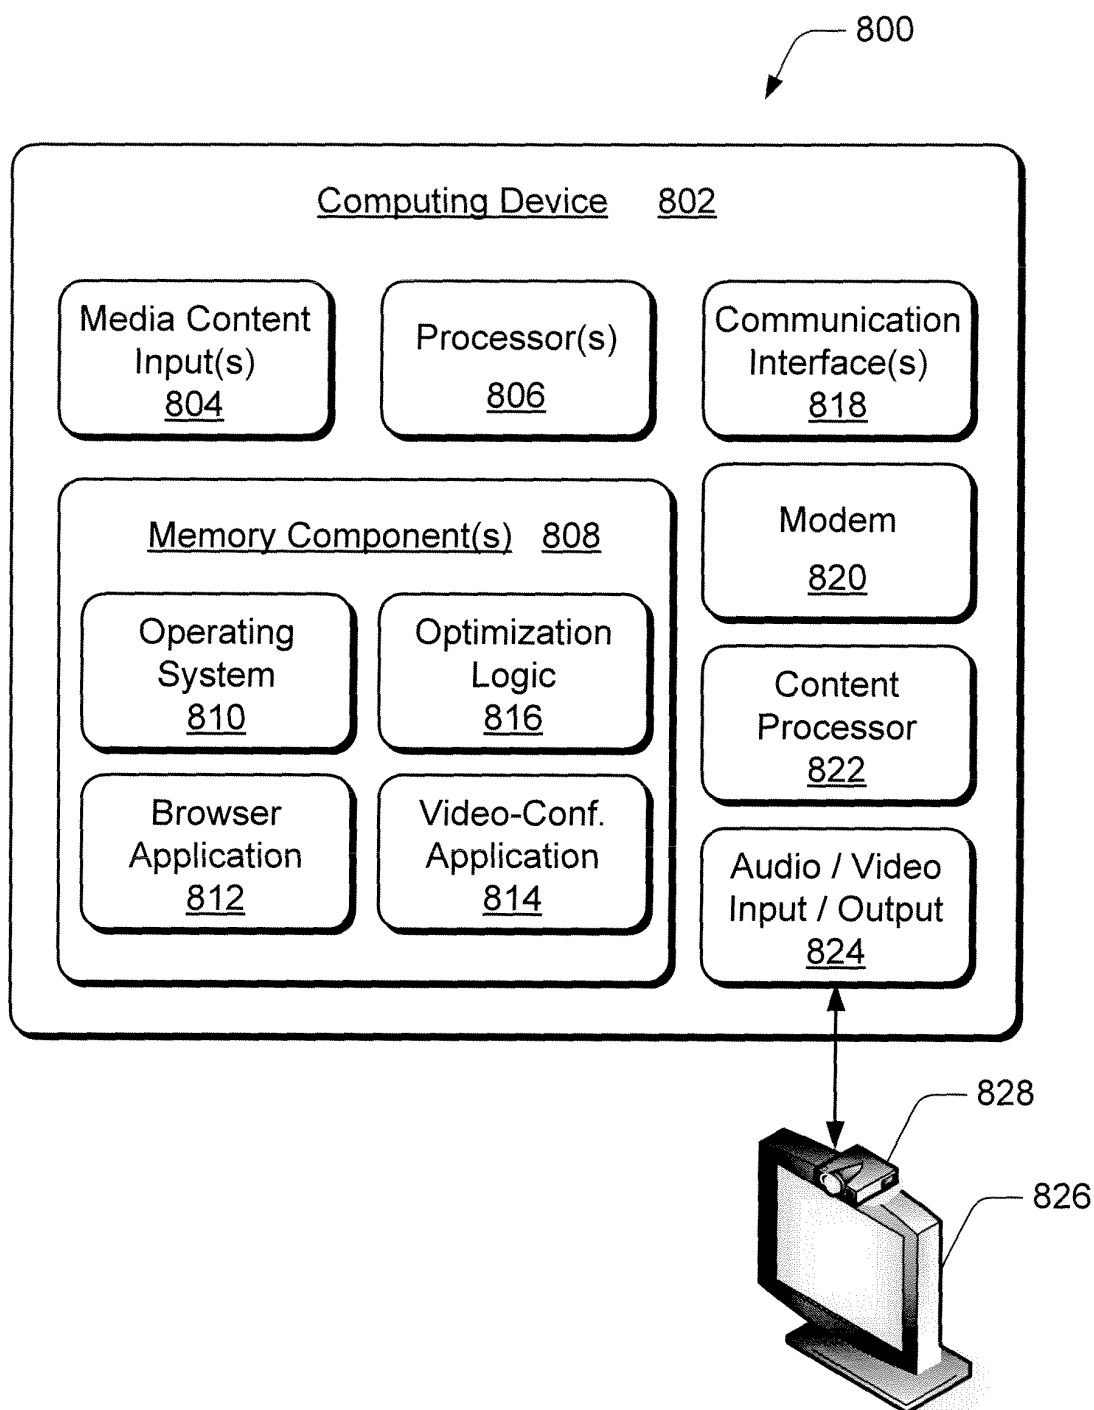 800
Computing Device 802
Media Content
Input(s)
804
Processor(s)
806
Communication
Interface(s)
818
Memory Component(s) 808
Modem
820
Operating
System
810
Optimization
Logic
816
Content
Processor
822
Browser
Application
812
Video-Conf.
Application
814
Audio / Video
Input / Output
824
828
826